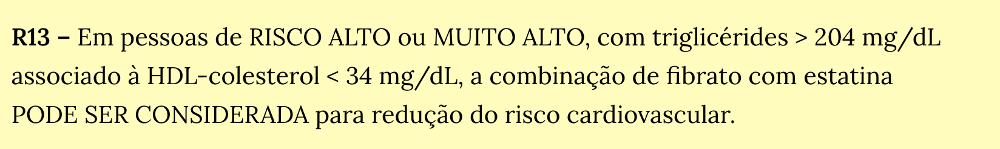 R13 – Em pessoas de RISCO ALTO ou MUITO ALTO, com triglicérides > 204 mg/dL
associado à HDL-colesterol < 34 mg/dL, a combinação de fibrato com estatina
PODE SER CONSIDERADA para redução do risco cardiovascular.